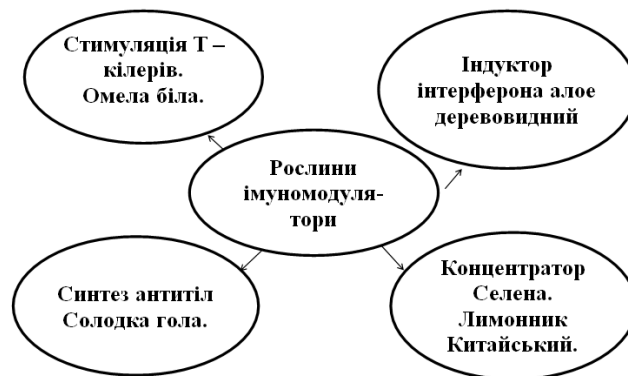 Стимуляція Т –
кілерів.
Омела біла.
Індуктор
інтерферона алое
деревовидний
Рослини
імуномодуля-
тори
Синтез антитіл
Солодка гола.
Концентратор
Селена.
Лимонник
Китайський.